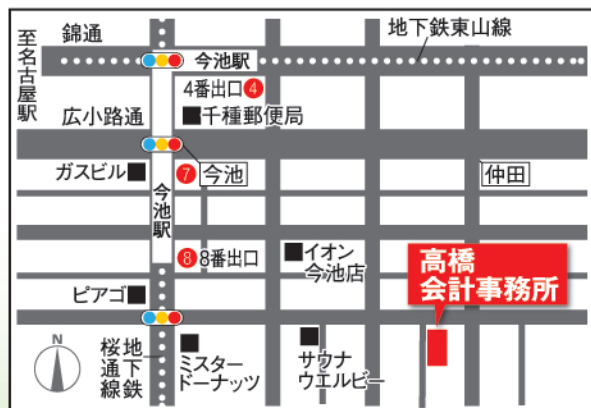 至名古屋駅
錦通
地下鉄東山線
今池駅
4番出口 4
千種郵便局
広小路通
ガスビル
7
今池
仲田
今池駅
8 8番出口
イオン
今池店
高橋
会計事務所
ピアゴ
N
地下鉄
桜通線
ミスター
ドーナッツ
サウナ
ウエルビー